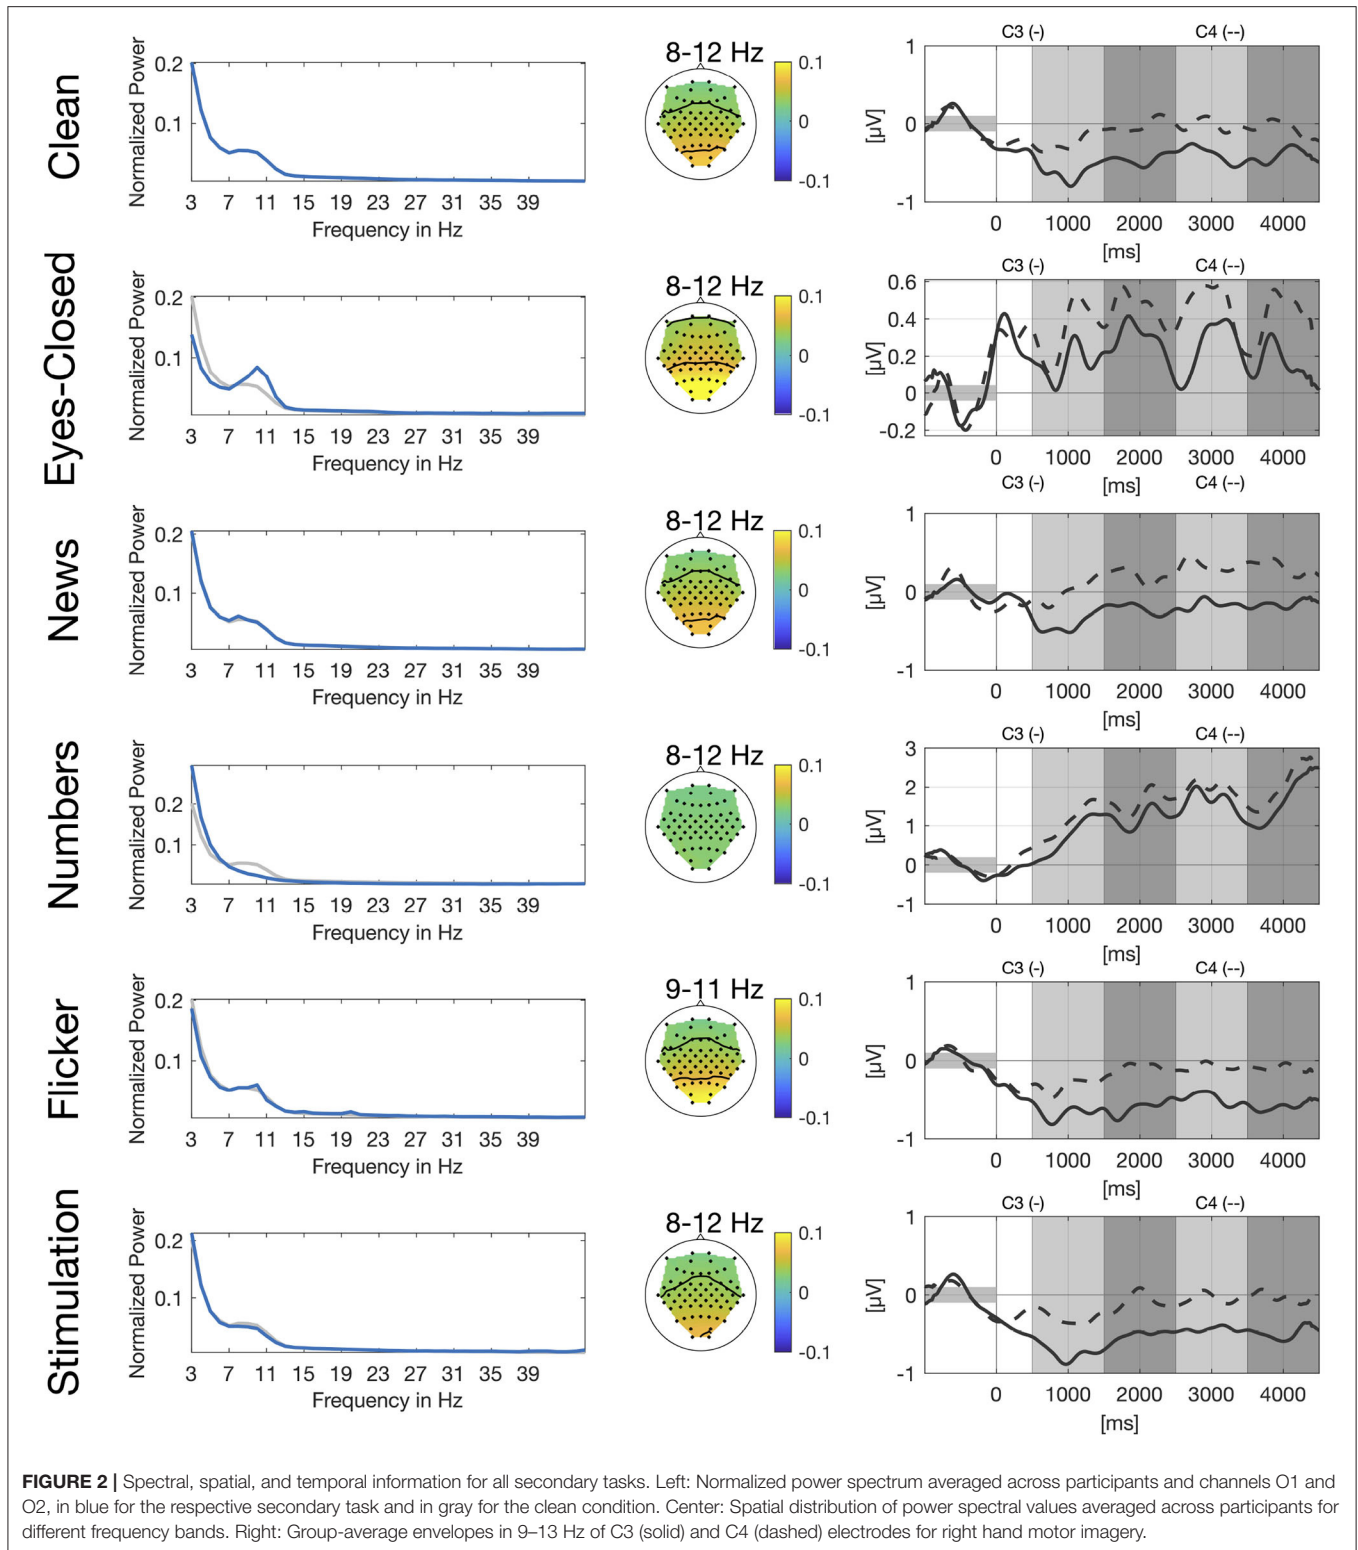 Clean
Normalized Power
0.2
0.1
3 7 11 15 19 23 27 31 35 39
Frequency in Hz
8-12 Hz
0.1
0
-0.1
C3 (-) C4 (--)
[µV]
1
0
-1
0 1000 2000 3000 4000
[ms]
Eyes-Closed
Normalized Power
0.2
0.1
3 7 11 15 19 23 27 31 35 39
Frequency in Hz
8-12 Hz
0.1
0
-0.1
C3 (-) C4 (--)
[µV]
0.6
0.4
0.2
0
-0.2
0 1000 2000 3000 4000
[ms]
News
Normalized Power
0.2
0.1
3 7 11 15 19 23 27 31 35 39
Frequency in Hz
8-12 Hz
0.1
0
-0.1
C3 (-) C4 (--)
[µV]
1
0
-1
0 1000 2000 3000 4000
[ms]
Numbers
Normalized Power
0.2
0.1
3 7 11 15 19 23 27 31 35 39
Frequency in Hz
8-12 Hz
0.1
0
-0.1
C3 (-) C4 (--)
[µV]
3
2
1
0
-1
0 1000 2000 3000 4000
[ms]
Flicker
Normalized Power
0.2
0.1
3 7 11 15 19 23 27 31 35 39
Frequency in Hz
9-11 Hz
0.1
0
-0.1
C3 (-) C4 (--)
[µV]
1
0
-1
0 1000 2000 3000 4000
[ms]
Stimulation
Normalized Power
0.2
0.1
3 7 11 15 19 23 27 31 35 39
Frequency in Hz
8-12 Hz
0.1
0
-0.1
C3 (-) C4 (--)
[µV]
1
0
-1
0 1000 2000 3000 4000
[ms]
FIGURE 2 | Spectral, spatial, and temporal information for all secondary tasks. Left: Normalized power spectrum averaged across participants and channels O1 and
O2, in blue for the respective secondary task and in gray for the clean condition. Center: Spatial distribution of power spectral values averaged across participants for
different frequency bands. Right: Group-average envelopes in 9–13 Hz of C3 (solid) and C4 (dashed) electrodes for right hand motor imagery.